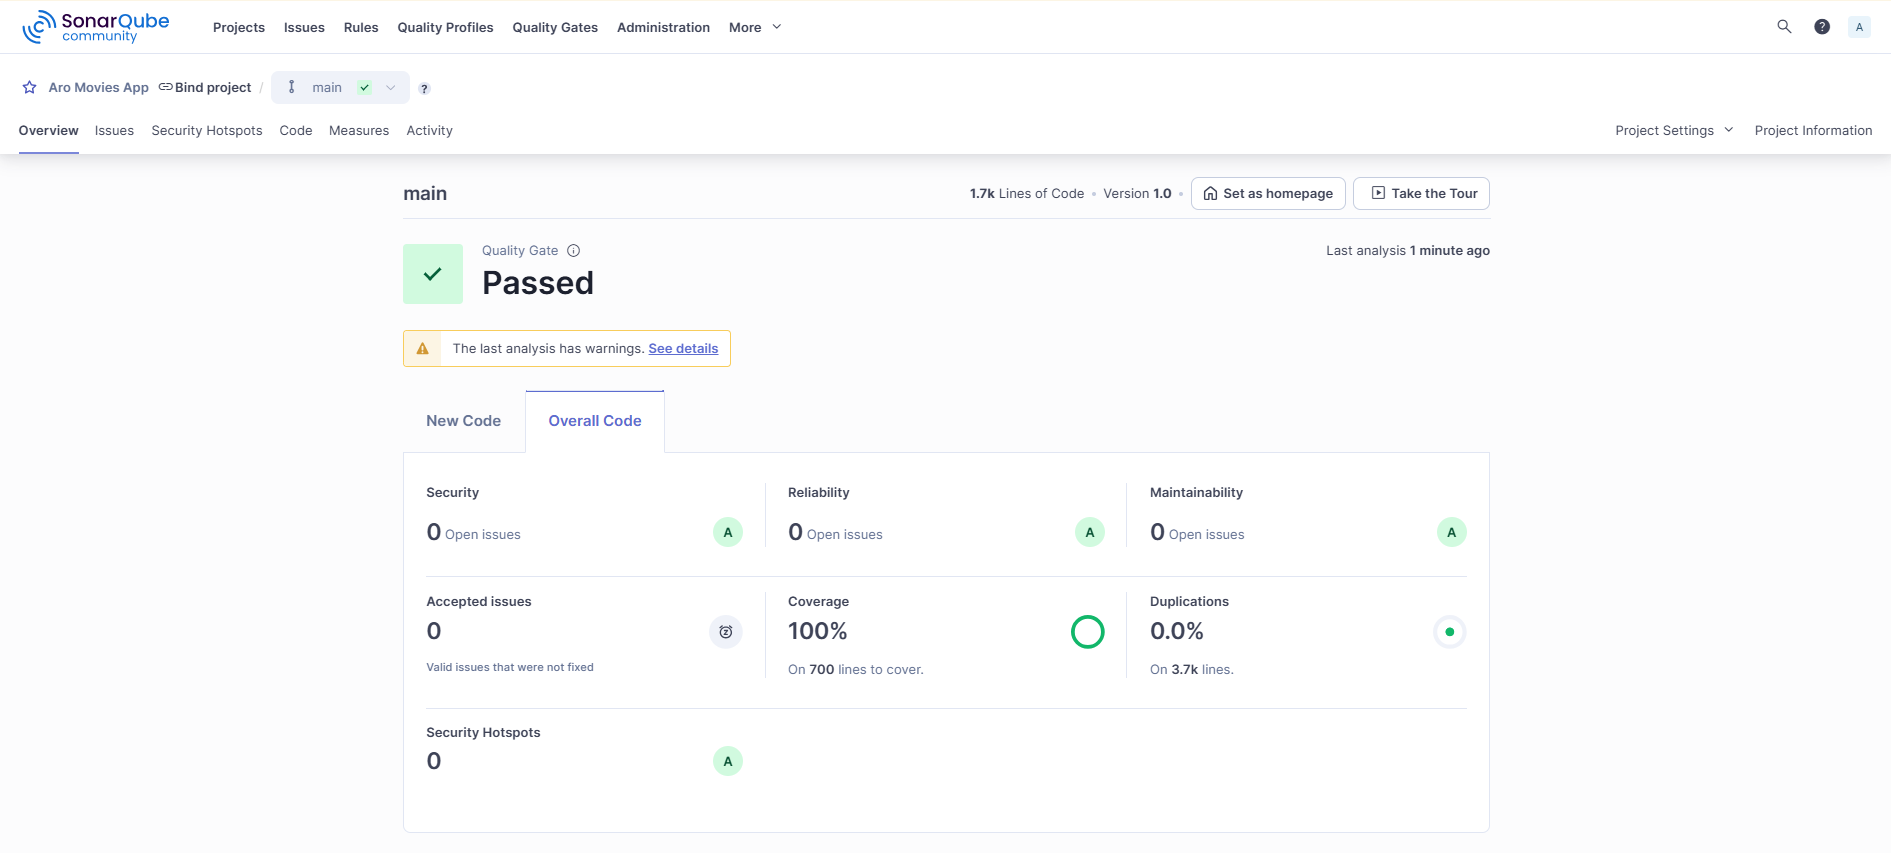 SonarQube community
Projects Issues Rules Quality Profiles Quality Gates Administration More ? A
Aro Movies App Bind project / main ?
Overview Issues Security Hotspots Code Measures Activity Project Settings Project Information
main 1.7k Lines of Code • Version 1.0 • Set as homepage Take the Tour
Quality Gate Last analysis 1 minute ago
Passed
The last analysis has warnings. See details
New Code Overall Code
Security Reliability Maintainability
0 Open issues A 0 Open issues A 0 Open issues A
Accepted issues Coverage Duplications
0 100% 0.0%
Valid issues that were not fixed On 700 lines to cover. On 3.7k lines.
Security Hotspots
0 A